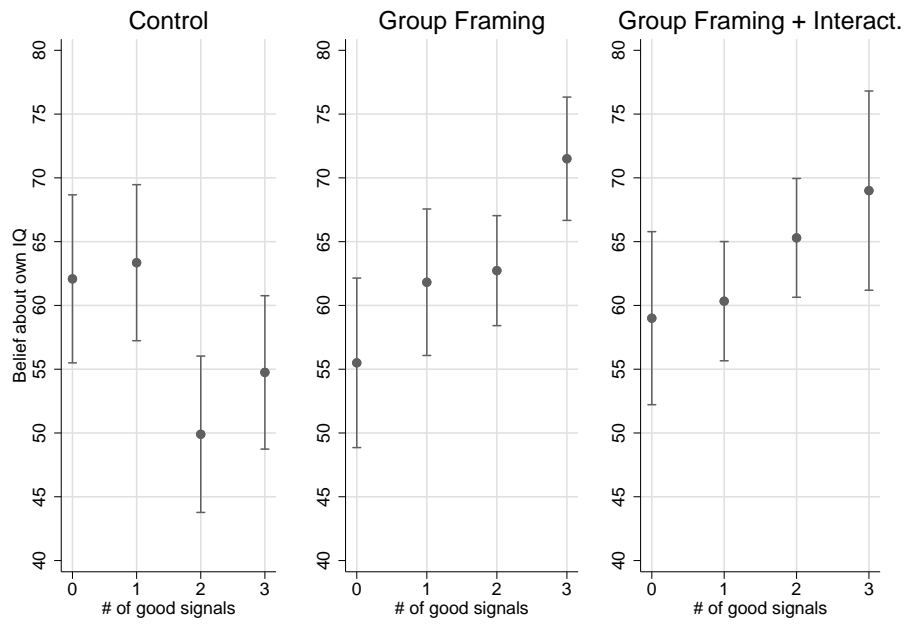 Control
Group Framing
Group Framing + Interact.
Belief about own IQ
80
75
70
65
60
55
50
45
40
0 1 2 3
# of good signals
80
75
70
65
60
55
50
45
40
0 1 2 3
# of good signals
80
75
70
65
60
55
50
45
40
0 1 2 3
# of good signals